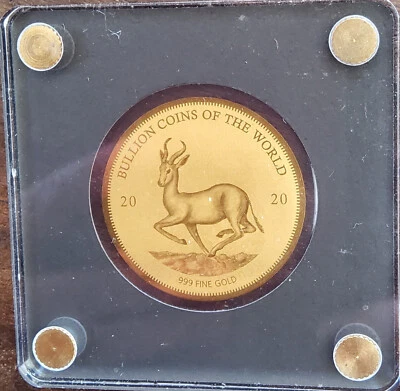 BULLION COINS OF THE WORLD
20 20
999 FINE GOLD